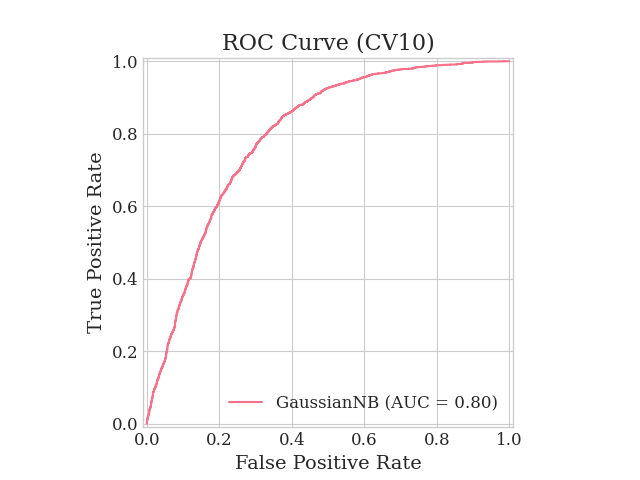 ROC Curve (CV10)
True Positive Rate
1.0
0.8
0.6
0.4
0.2
0.0
GaussianNB (AUC = 0.80)
0.0 0.2 0.4 0.6 0.8 1.0
False Positive Rate